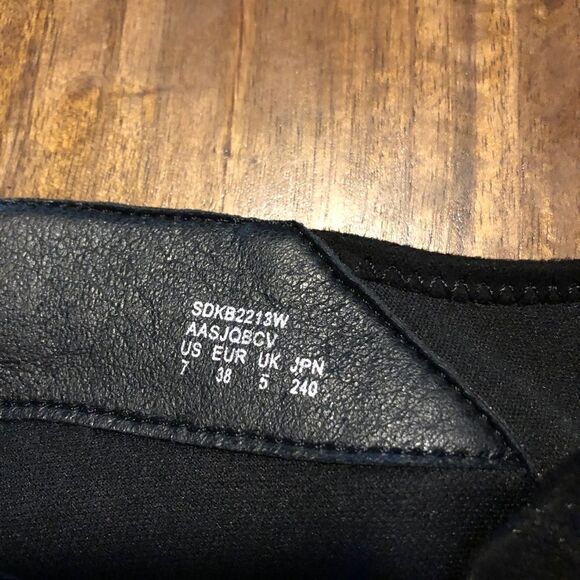 SDKB2213W
AASJQBCV
US EUR UK JPN
7 38 5 240